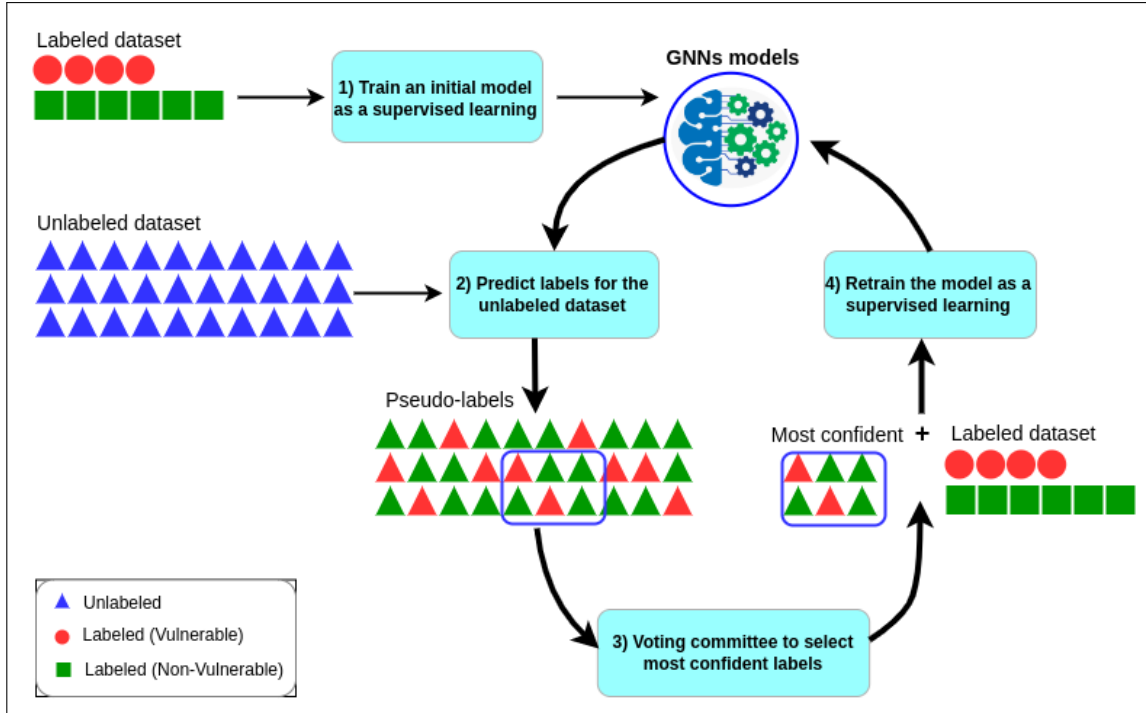 Labeled dataset
1) Train an initial model
as a supervised learning
GNNs models
Unlabeled dataset
2) Predict labels for the
unlabeled dataset
4) Retrain the model as a
supervised learning
Pseudo-labels
Most confident
+
Labeled dataset
3) Voting committee to select
most confident labels
Unlabeled
Labeled (Vulnerable)
Labeled (Non-Vulnerable)